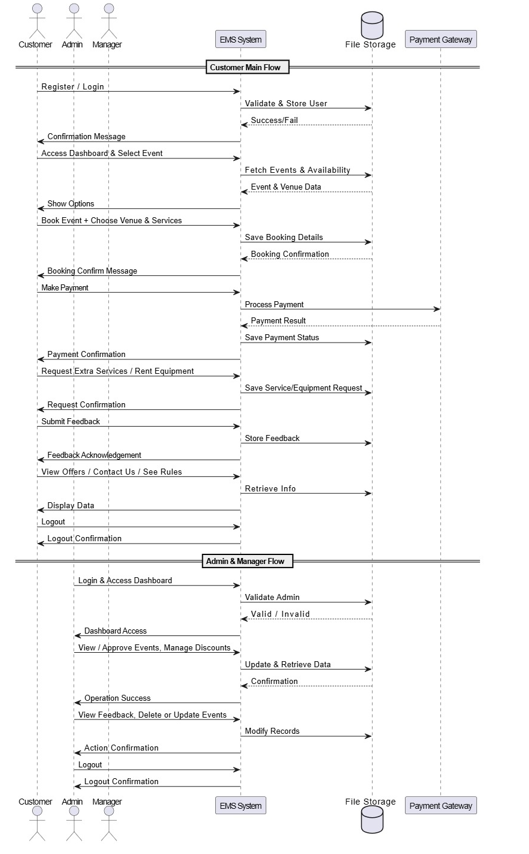 Customer Admin Manager EMS System File Storage Payment Gateway
Customer Main Flow
Register / Login
Validate & Store User
Success/Fail
Confirmation Message
Access Dashboard & Select Event
Fetch Events & Availability
Event & Venue Data
Show Options
Book Event + Choose Venue & Services
Save Booking Details
Booking Confirmation
Booking Confirm Message
Make Payment
Process Payment
Payment Result
Save Payment Status
Payment Confirmation
Request Extra Services / Rent Equipment
Save Service/Equipment Request
Request Confirmation
Submit Feedback
Store Feedback
Feedback Acknowledgement
View Offers / Contact Us / See Rules
Retrieve Info
Display Data
Logout
Logout Confirmation
Admin & Manager Flow
Login & Access Dashboard
Validate Admin
Valid / Invalid
Dashboard Access
View / Approve Events, Manage Discounts
Update & Retrieve Data
Confirmation
Operation Success
View Feedback, Delete or Update Events
Modify Records
Action Confirmation
Logout
Logout Confirmation
Customer Admin Manager EMS System File Storage Payment Gateway